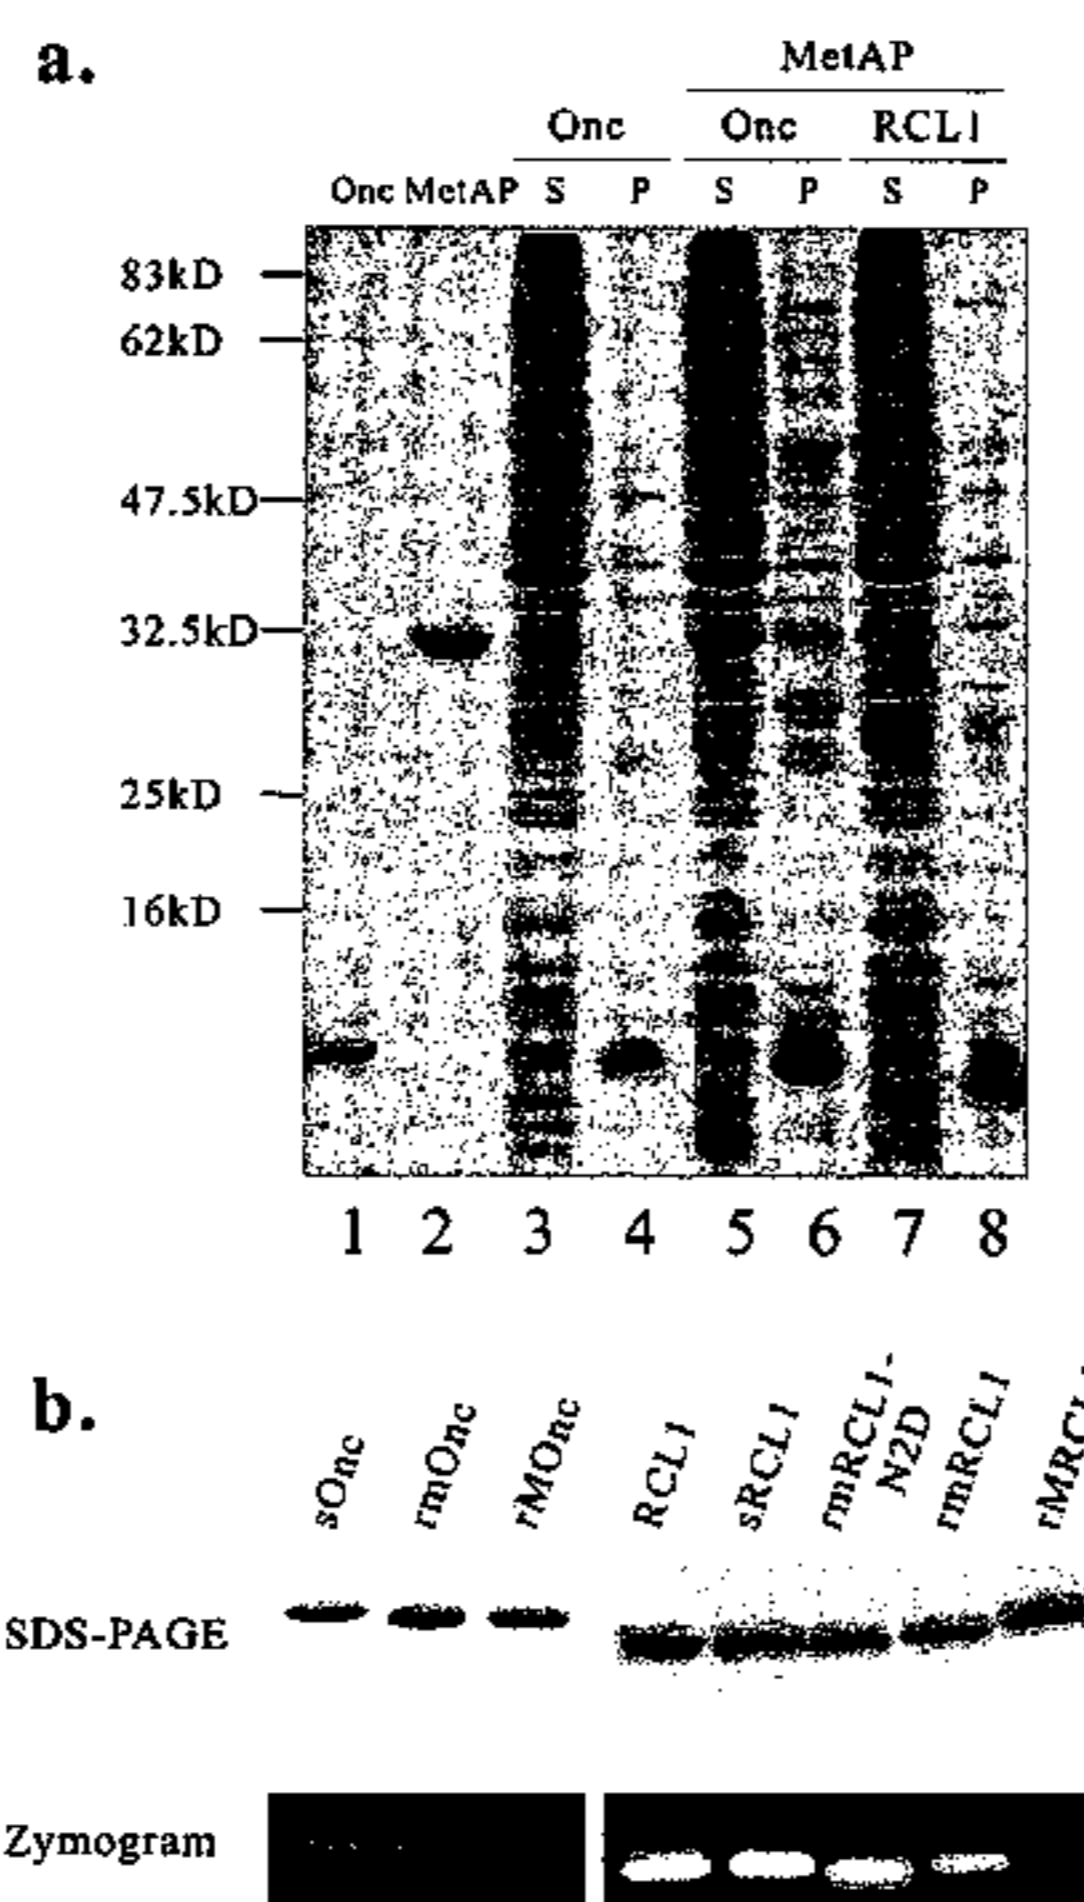 a.
MetAP
Onc Onc RCL1
Onc MetAP S P S P S P
83kD
62kD
47.5kD
32.5kD
25kD
16kD
1 2 3 4 5 6 7 8
b.
sOnc rmOnc rMOnc RCL1 sRCL1 rmRCL1-N2D rmRCL1
SDS-PAGE
Zymogram